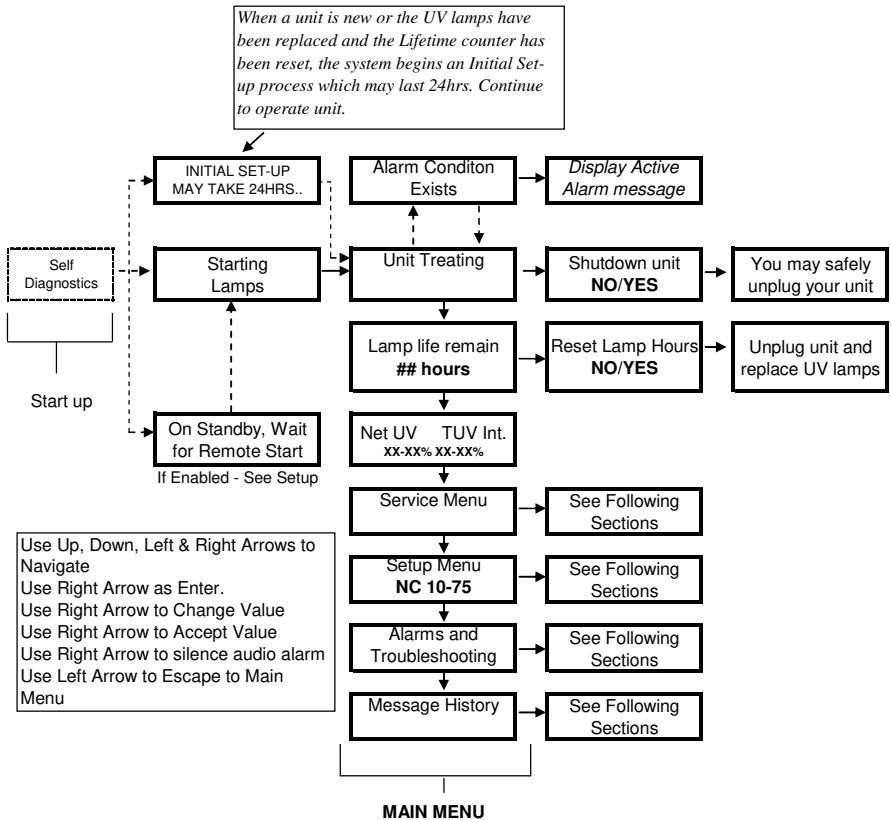 When a unit is new or the UV lamps have
been replaced and the Lifetime counter has
been reset, the system begins an Initial Set-
up process which may last 24hrs. Continue
to operate unit.
INITIAL SET-UP
MAY TAKE 24HRS..
Alarm Conditon
Exists
Display Active
Alarm message
Self
Diagnostics
Starting
Lamps
Unit Treating
Shutdown unit
NO/YES
You may safely
unplug your unit
Start up
Lamp life remain
## hours
Reset Lamp Hours
NO/YES
Unplug unit and
replace UV lamps
On Standby, Wait
for Remote Start
If Enabled - See Setup
Net UV TUV Int.
XX-XX% XX-XX%
Service Menu
See Following
Sections
Setup Menu
NC 10-75
See Following
Sections
Alarms and
Troubleshooting
See Following
Sections
Message History
See Following
Sections
Use Up, Down, Left & Right Arrows to
Navigate
Use Right Arrow as Enter.
Use Right Arrow to Change Value
Use Right Arrow to Accept Value
Use Right Arrow to silence audio alarm
Use Left Arrow to Escape to Main
Menu
MAIN MENU